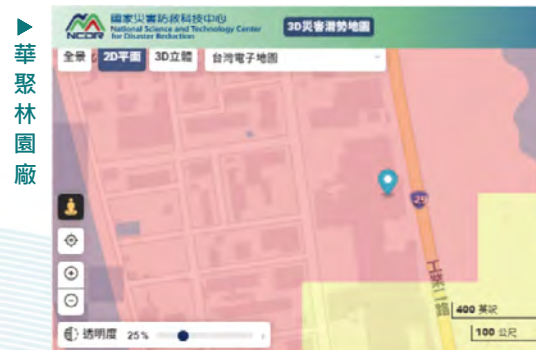 ▶華聚林園廠
NCDR
國家災害防救科技中心
National Science and Technology Center
for Disaster Reduction
3D災害潛勢地圖
全景
2D平面
3D立體
台灣電子地圖
工業二路
400 英呎
100 公尺
透明度 25%